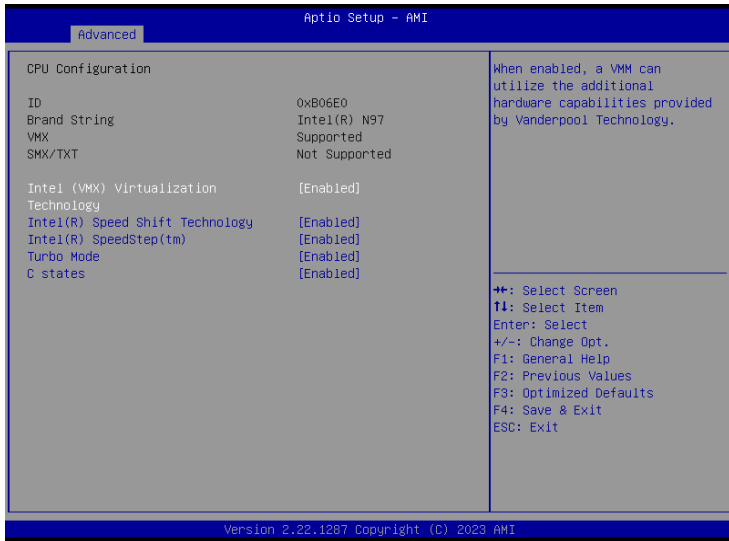 Aptio Setup – AMI
Advanced
CPU Configuration
ID 0xB06E0
Brand String Intel(R) N97
VMX Supported
SMX/TXT Not Supported
Intel (VMX) Virtualization [Enabled]
Technology
Intel(R) Speed Shift Technology [Enabled]
Intel(R) SpeedStep(tm) [Enabled]
Turbo Mode [Enabled]
C states [Enabled]
When enabled, a VMM can
utilize the additional
hardware capabilities provided
by Vanderpool Technology.
→←: Select Screen
↑↓: Select Item
Enter: Select
+/-: Change Opt.
F1: General Help
F2: Previous Values
F3: Optimized Defaults
F4: Save & Exit
ESC: Exit
Version 2.22.1287 Copyright (C) 2023 AMI